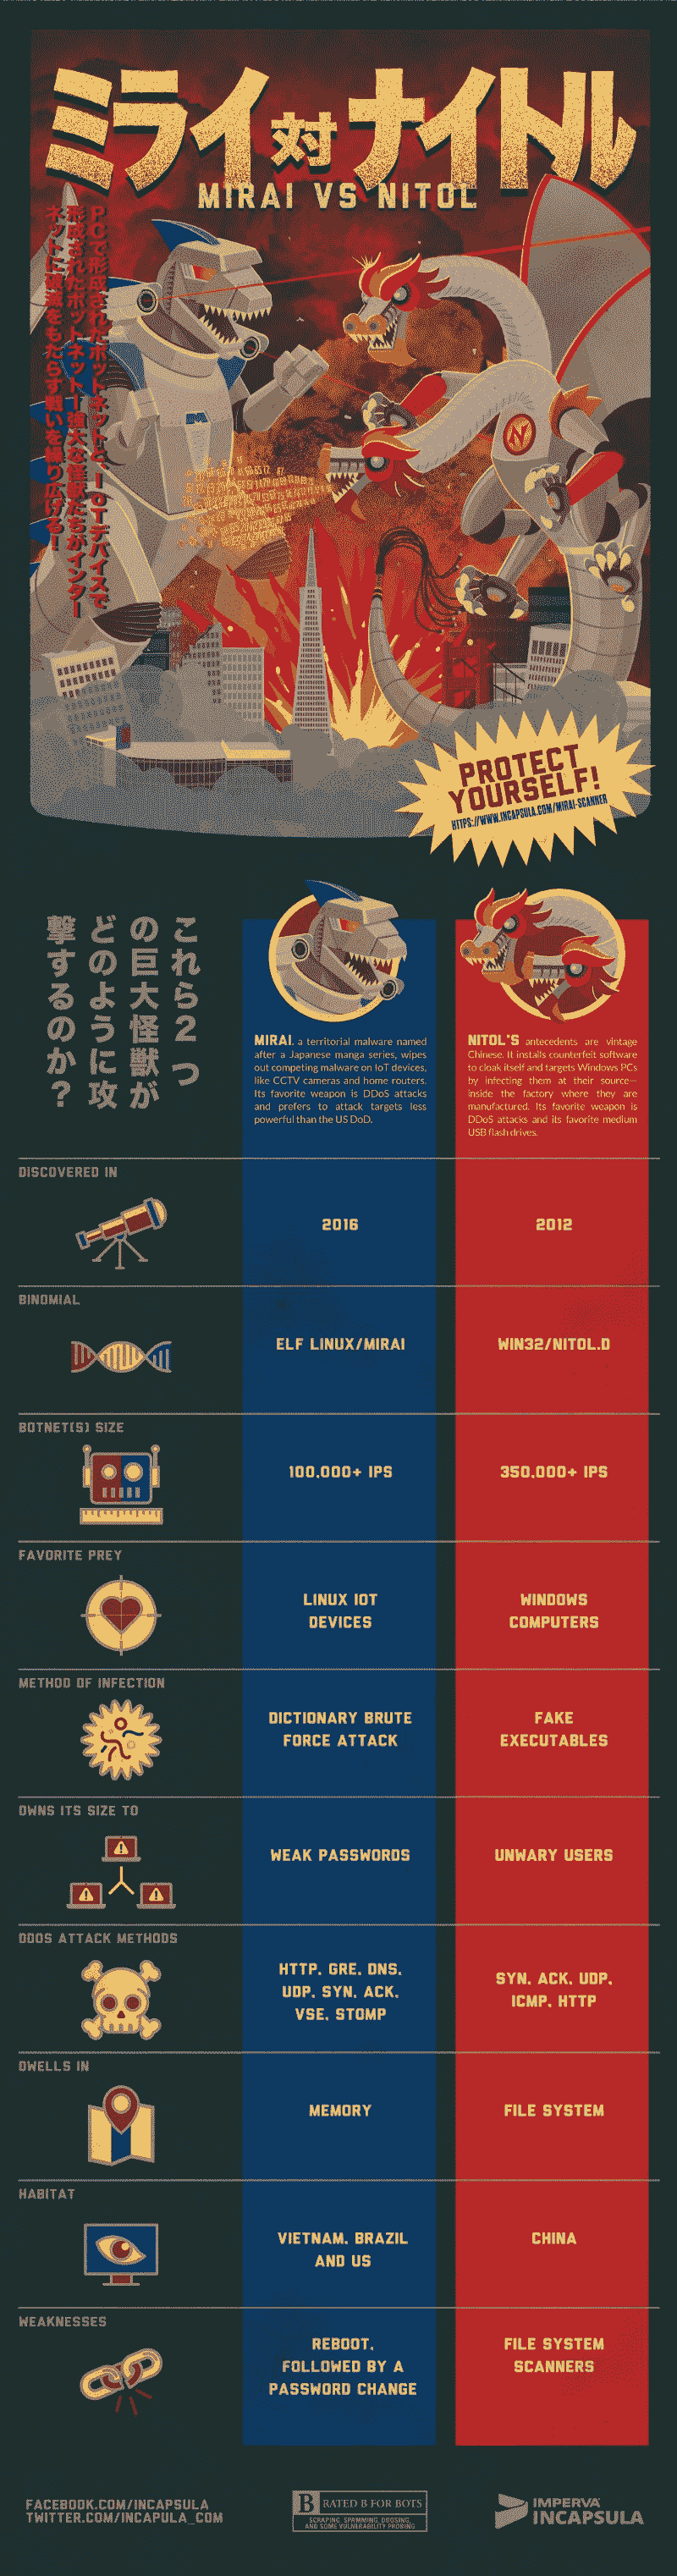 ミライ対ナイトル
MIRAI VS NITOL
PCで形成されたボットネットと、IoTデバイスで
形成されたボットネット！強大な怪獣たちがインター
ネットに破滅をもたらす戦いを繰り広げる！
N
PROTECT
YOURSELF!
HTTPS://WWW.INCAPSULA.COM/MIRAI-SCANNER
これら2つ
の巨大怪獣が
どのように攻
撃するのか？
MIRAI, a territorial malware named
after a Japanese manga series, wipes
out competing malware on IoT devices,
like CCTV cameras and home routers.
Its favorite weapon is DDoS attacks
and prefers to attack targets less
powerful than the US DoD.
NITOL'S antecedents are vintage
Chinese. It installs counterfeit software
to cloak itself and targets Windows PCs
by infecting them at their source—
inside the factory where they are
manufactured. Its favorite weapon is
DDoS attacks and its favorite medium
USB flash drives.
DISCOVERED IN
2016
2012
BINOMIAL
ELF LINUX/MIRAI
WIN32/NITOL.D
BOTNET(S) SIZE
100,000+ IPS
350,000+ IPS
FAVORITE PREY
LINUX IOT
DEVICES
WINDOWS
COMPUTERS
METHOD OF INFECTION
DICTIONARY BRUTE
FORCE ATTACK
FAKE
EXECUTABLES
OWNS ITS SIZE TO
WEAK PASSWORDS
UNWARY USERS
DDOS ATTACK METHODS
HTTP, GRE, DNS,
UDP, SYN, ACK,
VSE, STOMP
SYN, ACK, UDP,
ICMP, HTTP
DWELLS IN
MEMORY
FILE SYSTEM
HABITAT
VIETNAM, BRAZIL
AND US
CHINA
WEAKNESSES
REBOOT,
FOLLOWED BY A
PASSWORD CHANGE
FILE SYSTEM
SCANNERS
FACEBOOK.COM/INCAPSULA
TWITTER.COM/INCAPULA_COM
B RATED B FOR BOTS
SCRAPING, SPAMMING, DDOSING,
AND SOME VULNERABILITY PROBING
IMPERVA
INCAPSULA